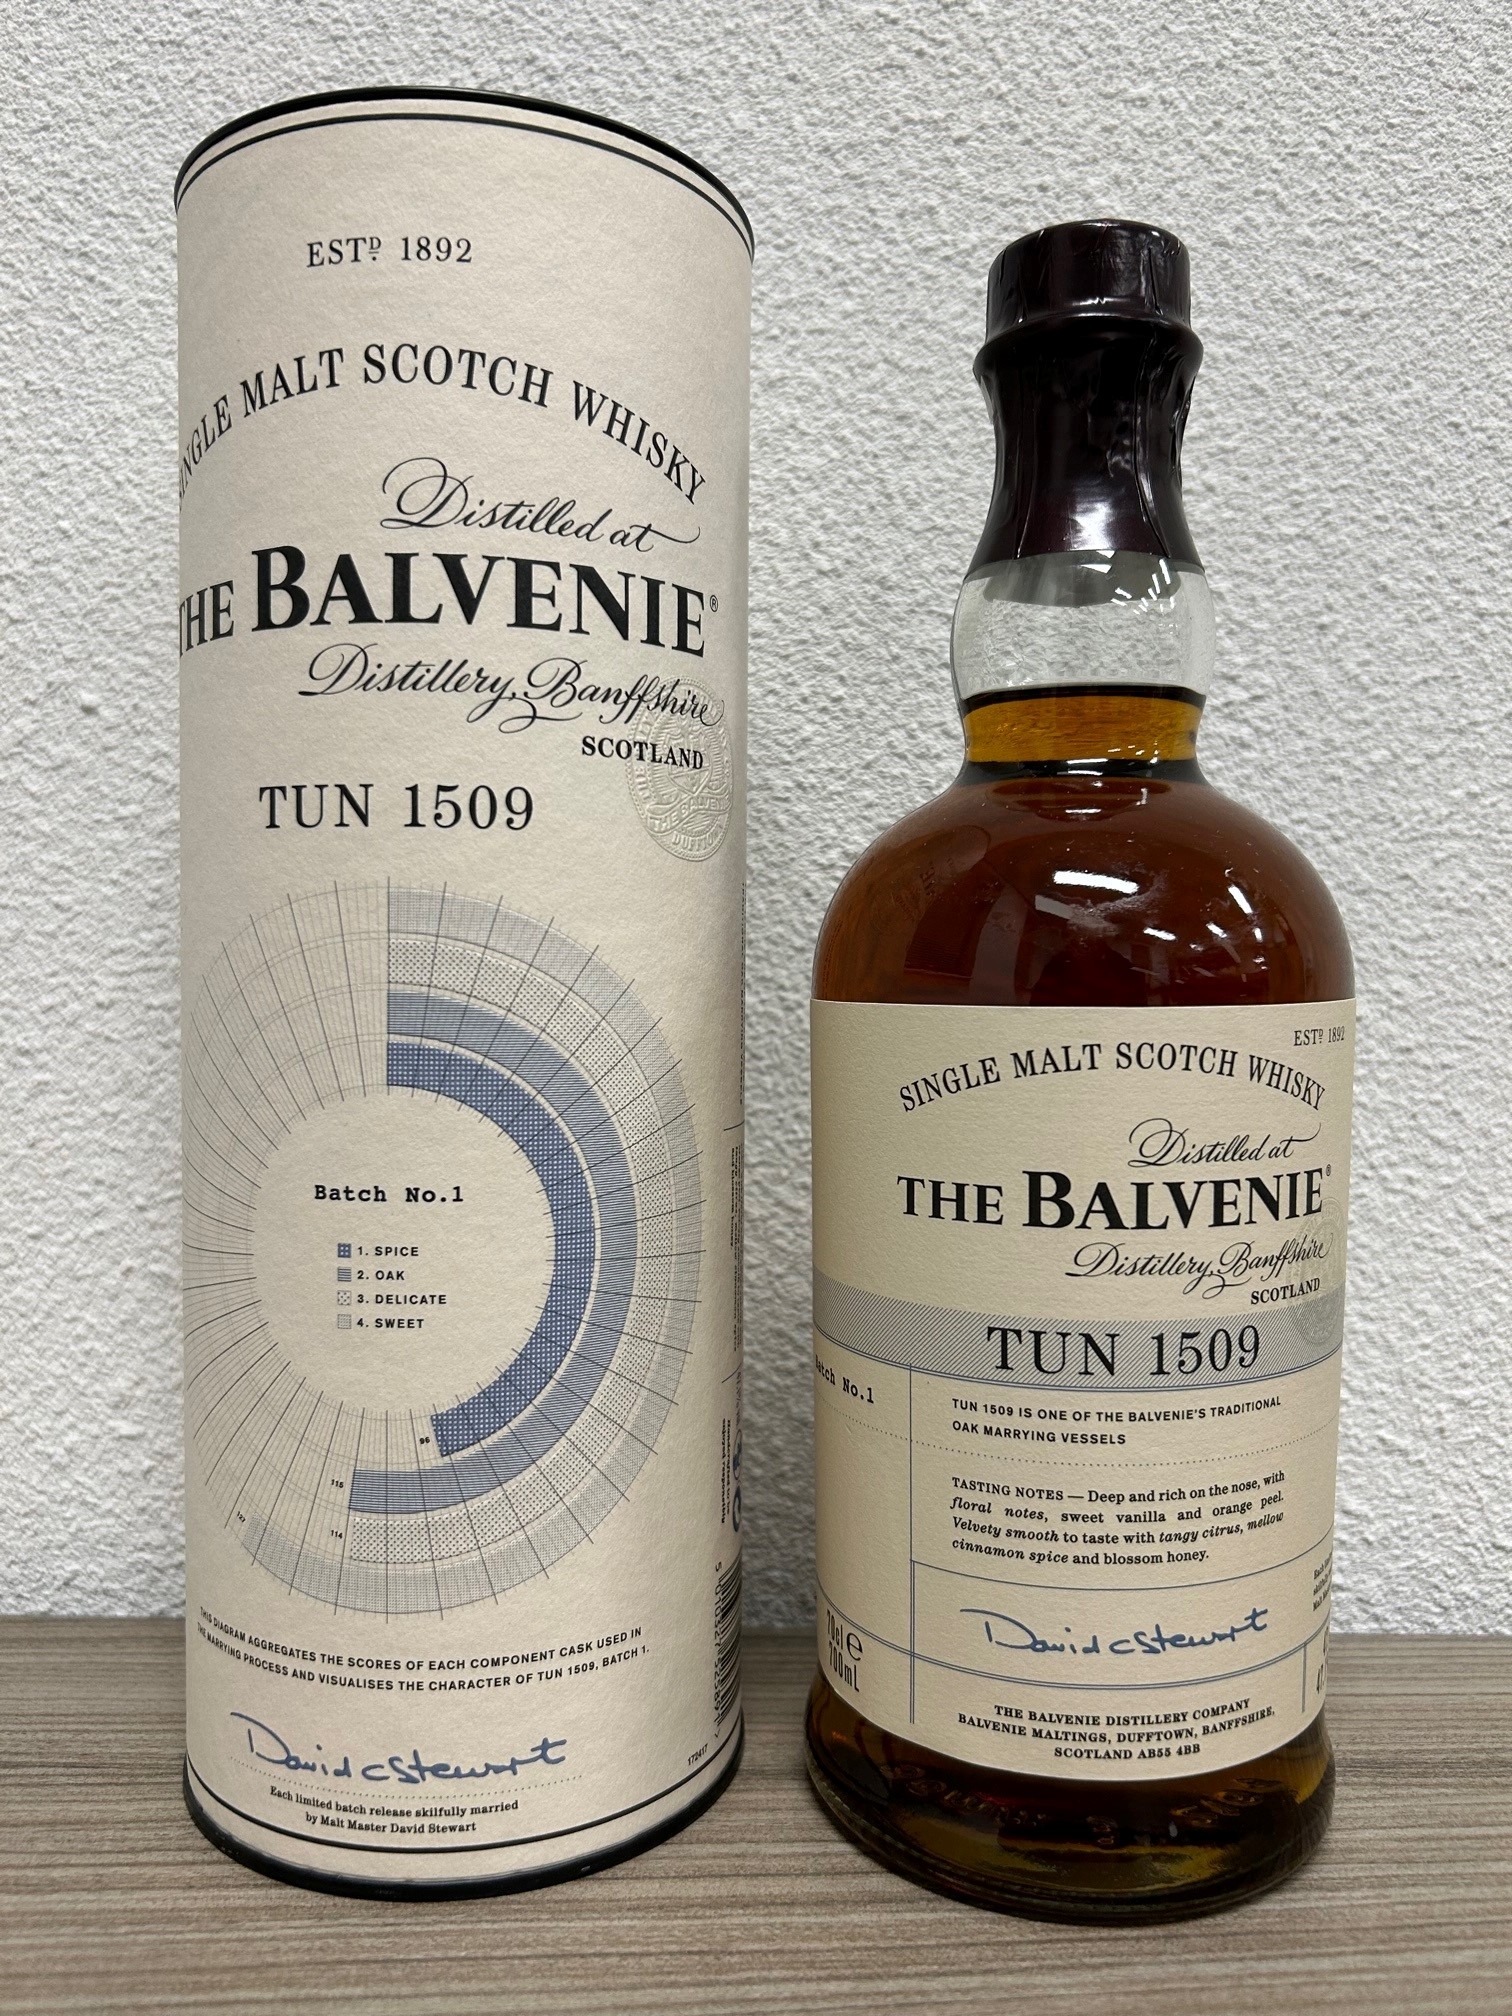 ESTD 1892
SINGLE MALT SCOTCH WHISKY
Distilled at
THE BALVENIE®
Distillery, Banffshire
SCOTLAND
TUN 1509
Batch No.1
1. SPICE
2. OAK
3. DELICATE
4. SWEET
96
115
114
127
THIS DIAGRAM AGGREGATES THE SCORES OF EACH COMPONENT CASK USED IN
THE MARRYING PROCESS AND VISUALISES THE CHARACTER OF TUN 1509, BATCH 1.
David C Stewart
Each limited batch release skilfully married
by Malt Master David Stewart
172417
ESTD 1892
SINGLE MALT SCOTCH WHISKY
Distilled at
THE BALVENIE®
Distillery, Banffshire
SCOTLAND
TUN 1509
Batch No.1
TUN 1509 IS ONE OF THE BALVENIE'S TRADITIONAL
OAK MARRYING VESSELS
TASTING NOTES — Deep and rich on the nose, with
floral notes, sweet vanilla and orange peel.
Velvety smooth to taste with tangy citrus, mellow
cinnamon spice and blossom honey.
David C Stewart
70cl e
700mL
THE BALVENIE DISTILLERY COMPANY
BALVENIE MALTINGS, DUFFTOWN, BANFFSHIRE,
SCOTLAND AB55 4BB